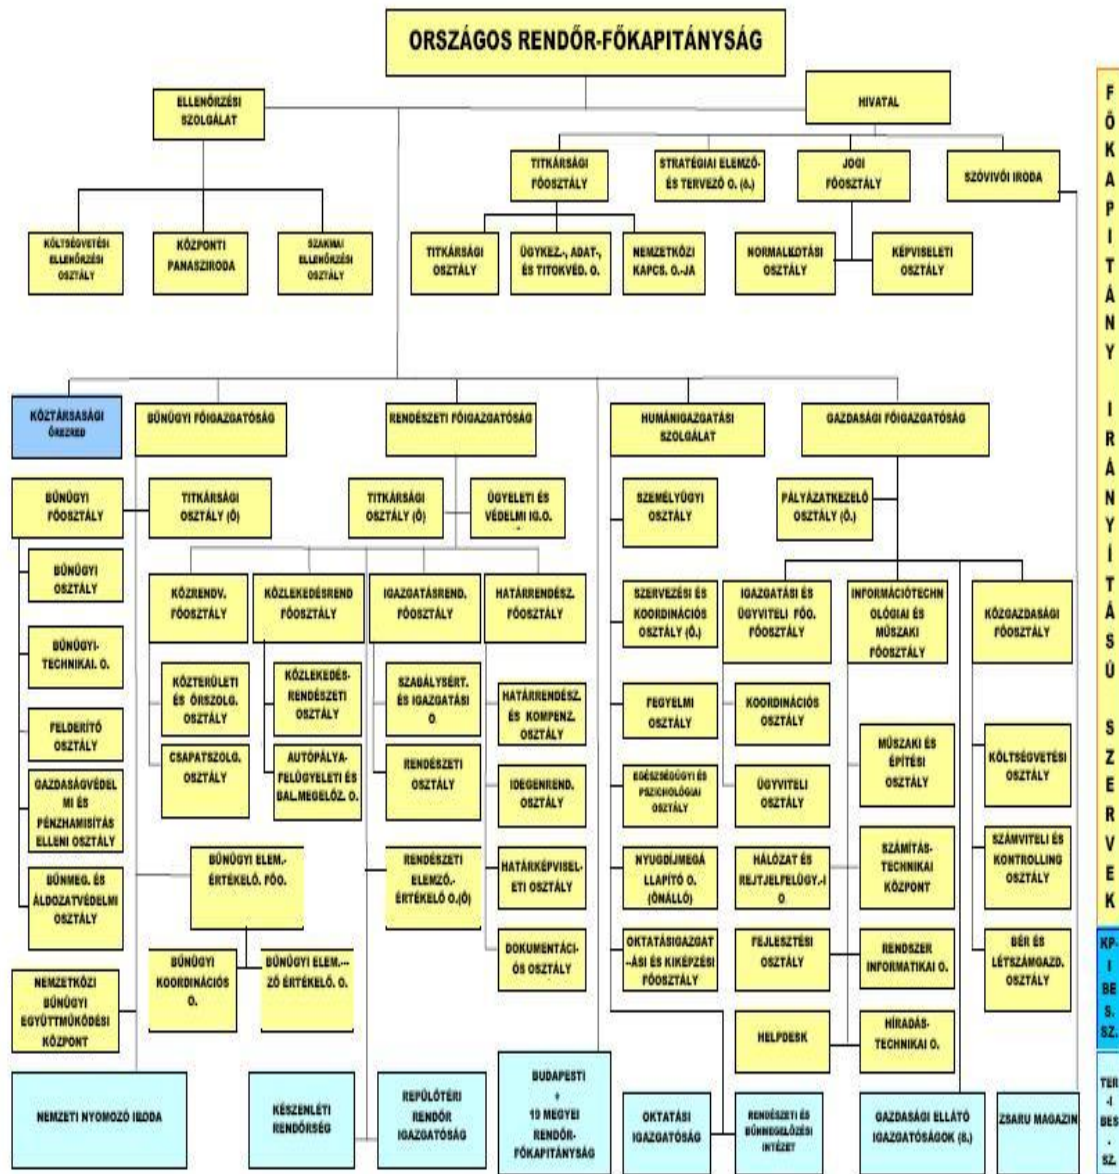 ORSZÁGOS RENDŐR-FŐKAPITÁNYSÁG
ELLENŐRZÉSI
SZOLGÁLAT
HIVATAL
TITKÁRSÁGI
FŐOSZTÁLY
STRATÉGIAI ELEMZŐ-
ÉS TERVEZŐ O. (ö.)
JOGI
FŐOSZTÁLY
SZÓVIVŐI IRODA
KÖLTSÉGVETÉSI
ELLENŐRZÉSI
OSZTÁLY
KÖZPONTI
PANASZIRODA
SZAKMAI
ELLENŐRZÉSI
OSZTÁLY
TITKÁRSÁGI
OSZTÁLY
ÜGYKEZ.-, ADAT-,
ÉS TITOKVÉD. O.
NEMZETKÖZI
KAPCS. O.-JA
NORMALKOTÁSI
OSZTÁLY
KÉPVISELETI
OSZTÁLY
KÖZTÁRSASÁGI
ŐREZRED
BŰNÜGYI FŐIGAZGATÓSÁG
RENDÉSZETI FŐIGAZGATÓSÁG
HUMÁNIGAZGATÁSI
SZOLGÁLAT
GAZDASÁGI FŐIGAZGATÓSÁG
BŰNÜGYI
FŐOSZTÁLY
TITKÁRSÁGI
OSZTÁLY (Ö)
TITKÁRSÁGI
OSZTÁLY (Ö)
ÜGYELETI ÉS
VÉDELMI IG.O.
SZEMÉLYÜGYI
OSZTÁLY
PÁLYÁZATKEZELŐ
OSZTÁLY (Ö.)
BŰNÜGYI
OSZTÁLY
KÖZRENDV.
FŐOSZTÁLY
KÖZLEKEDÉSREND
FŐOSZTÁLY
IGAZGATÁSREND.
FŐOSZTÁLY
HATÁRRENDÉSZ.
FŐOSZTÁLY
SZERVEZÉSI ÉS
KOORDINÁCIÓS
OSZTÁLY (Ö.)
IGAZGATÁSI ÉS
ÜGYVITELI FŐO.
FŐOSZTÁLY
INFORMÁCIÓTECHN
OLÓGIAI ÉS
MŰSZAKI
FŐOSZTÁLY
KÖZGAZDASÁGI
FŐOSZTÁLY
BŰNÜGYI-
TECHNIKAI. O.
KÖZTERÜLETI
ÉS ŐRSZOLG.
OSZTÁLY
KÖZLEKEDÉS-
RENDÉSZETI
OSZTÁLY
SZABÁLYSÉRT.
ÉS IGAZGATÁSI
O.
HATÁRRENDÉSZ.
ÉS KOMPENZ.
OSZTÁLY
FEGYELMI
OSZTÁLY
KOORDINÁCIÓS
OSZTÁLY
FELDERÍTŐ
OSZTÁLY
CSAPATSZOLG.
OSZTÁLY
AUTÓPÁLYA-
FELÜGYELETI ÉS
BAL.MEGELŐZ. O.
RENDÉSZETI
OSZTÁLY
IDEGENREND.
OSZTÁLY
EGÉSZSÉGÜGYI ÉS
PSZICHOLÓGIAI
OSZTÁLY
ÜGYVITELI
OSZTÁLY
MŰSZAKI ÉS
ÉPÍTÉSI
OSZTÁLY
KÖLTSÉGVETÉSI
OSZTÁLY
GAZDASÁGVÉDEL
MI ÉS
PÉNZHAMISÍTÁS
ELLENI OSZTÁLY
BŰNMEG. ÉS
ÁLDOZATVÉDELMI
OSZTÁLY
BŰNÜGYI ELEM.-
ÉRTÉKELŐ. FŐO.
RENDÉSZETI
ELEMZŐ.-
ÉRTÉKELŐ O.(Ö)
HATÁRKÉPVISEL-
ETI OSZTÁLY
NYUGDÍJMEGÁ
LLAPÍTÓ O.
(ÖNÁLLÓ)
HÁLÓZAT ÉS
REJTJELFELÜGY.-I
O.
SZÁMÍTÁS-
TECHNIKAI
KÖZPONT
SZÁMVITELI ÉS
KONTROLLING
OSZTÁLY
NEMZETKÖZI
BŰNÜGYI
EGYÜTTMŰKÖDÉSI
KÖZPONT
BŰNÜGYI
KOORDINÁCIÓS
O.
BŰNÜGYI ELEM.---
ZŐ ÉRTÉKELŐ. O.
DOKUMENTÁCI-
ÓS OSZTÁLY
OKTATÁSIGAZGAT
-ÁSI ÉS KIKÉPZÉSI
FŐOSZTÁLY
FEJLESZTÉSI
OSZTÁLY
RENDSZER
INFORMATIKAI O.
BÉR ÉS
LÉTSZÁMGAZD.
OSZTÁLY
HELPDESK
HÍRADÁS-
TECHNIKAI O.
NEMZETI NYOMOZÓ IRODA
KÉSZENLÉTI
RENDŐRSÉG
REPÜLŐTÉRI
RENDŐR
IGAZGATÓSÁG
BUDAPESTI
+
19 MEGYEI
RENDŐR-
FŐKAPITÁNYSÁG
OKTATÁSI
IGAZGATÓSÁG
RENDÉSZETI ÉS
BŰNMEGELŐZÉSI
INTÉZET
GAZDASÁGI ELLÁTÓ
IGAZGATÓSÁGOK (8.)
ZSARU MAGAZIN
FŐKAPITÁNY IRÁNYÍTÁSÚ SZERVEK
KP-
I
BE
S.
SZ.
TER
-I
BES
.
SZ.